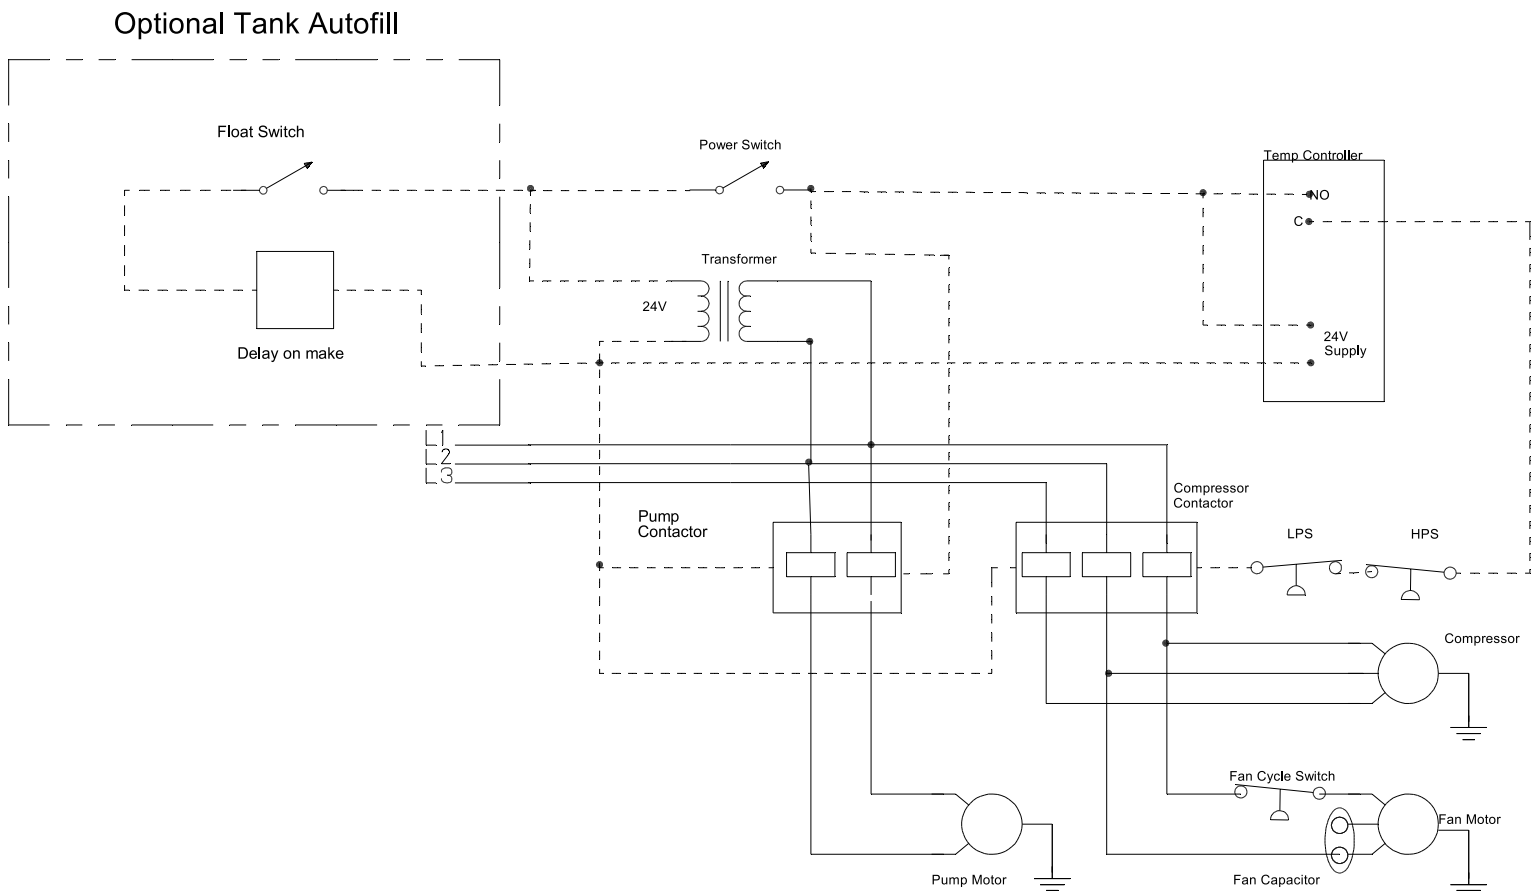 Optional Tank Autofill
Float Switch
Power Switch
Temp Controller
NO
C
Transformer
24V
24V
Supply
Delay on make
L1
L2
L3
Pump
Contactor
Compressor
Contactor
LPS
HPS
Compressor
Fan Cycle Switch
Fan Motor
Pump Motor
Fan Capacitor